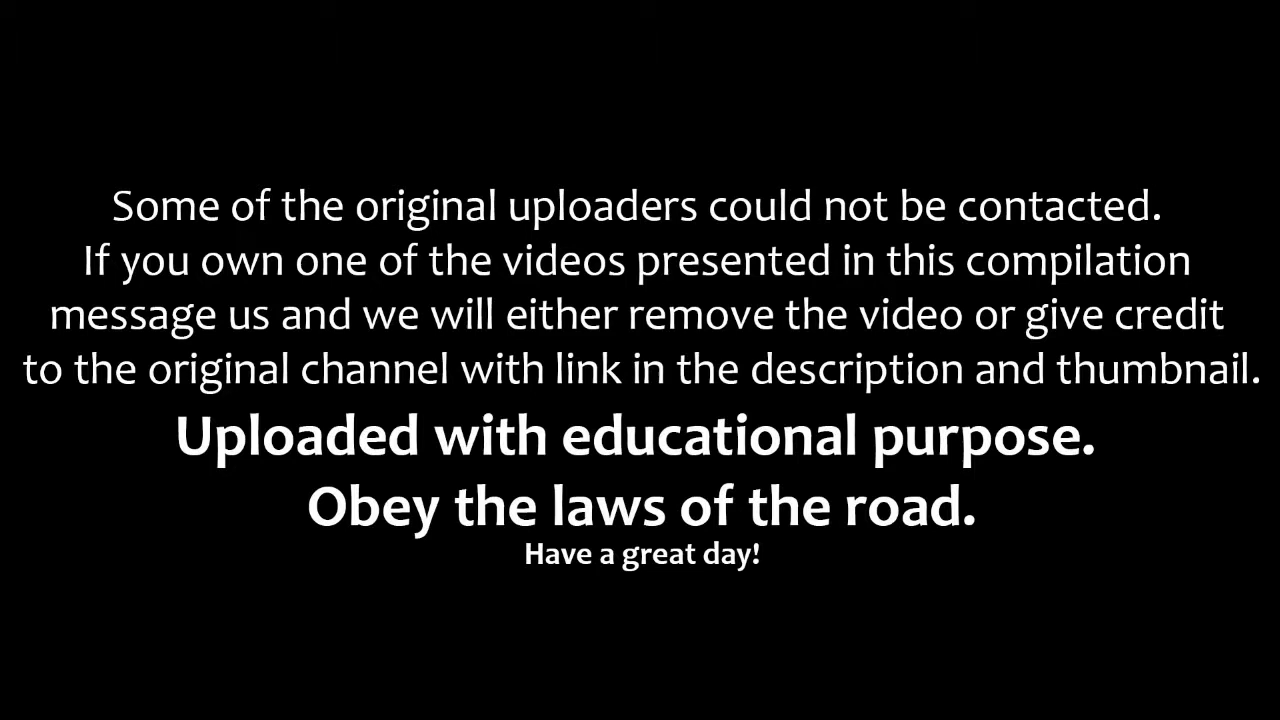 Some of the original uploaders could not be contacted.
If you own one of the videos presented in this compilation
message us and we will either remove the video or give credit
to the original channel with link in the description and thumbnail.
Uploaded with educational purpose.
Obey the laws of the road.
Have a great day!